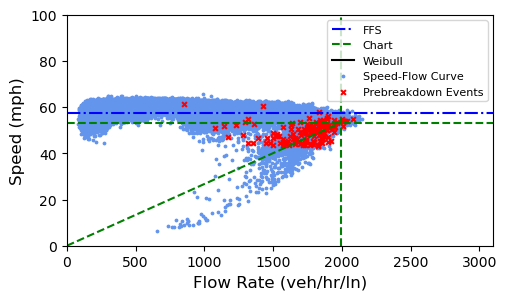 100
80
60
40
20
0
Speed (mph)
FFS
Chart
Weibull
Speed-Flow Curve
Prebreakdown Events
0 500 1000 1500 2000 2500 3000
Flow Rate (veh/hr/ln)